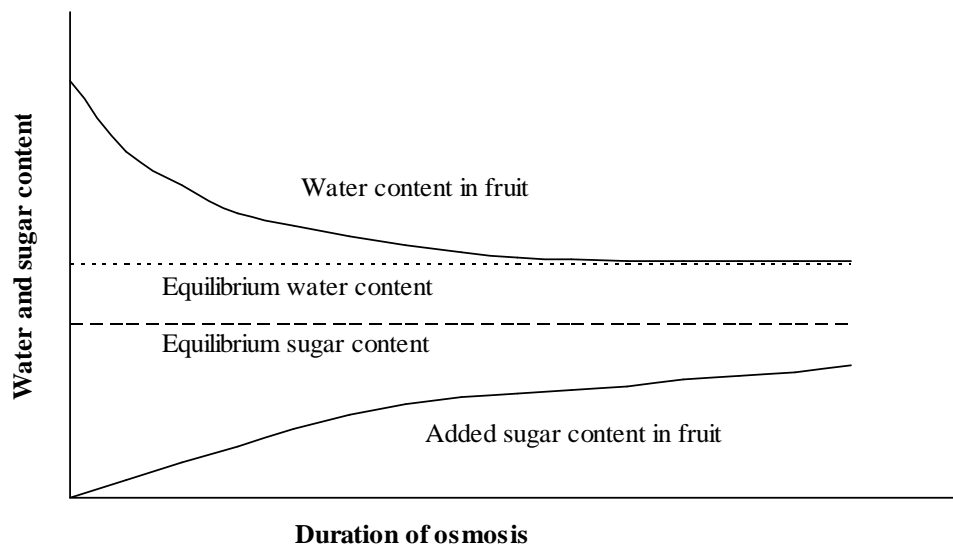 Water and sugar content
Water content in fruit
Equilibrium water content
Equilibrium sugar content
Added sugar content in fruit
Duration of osmosis